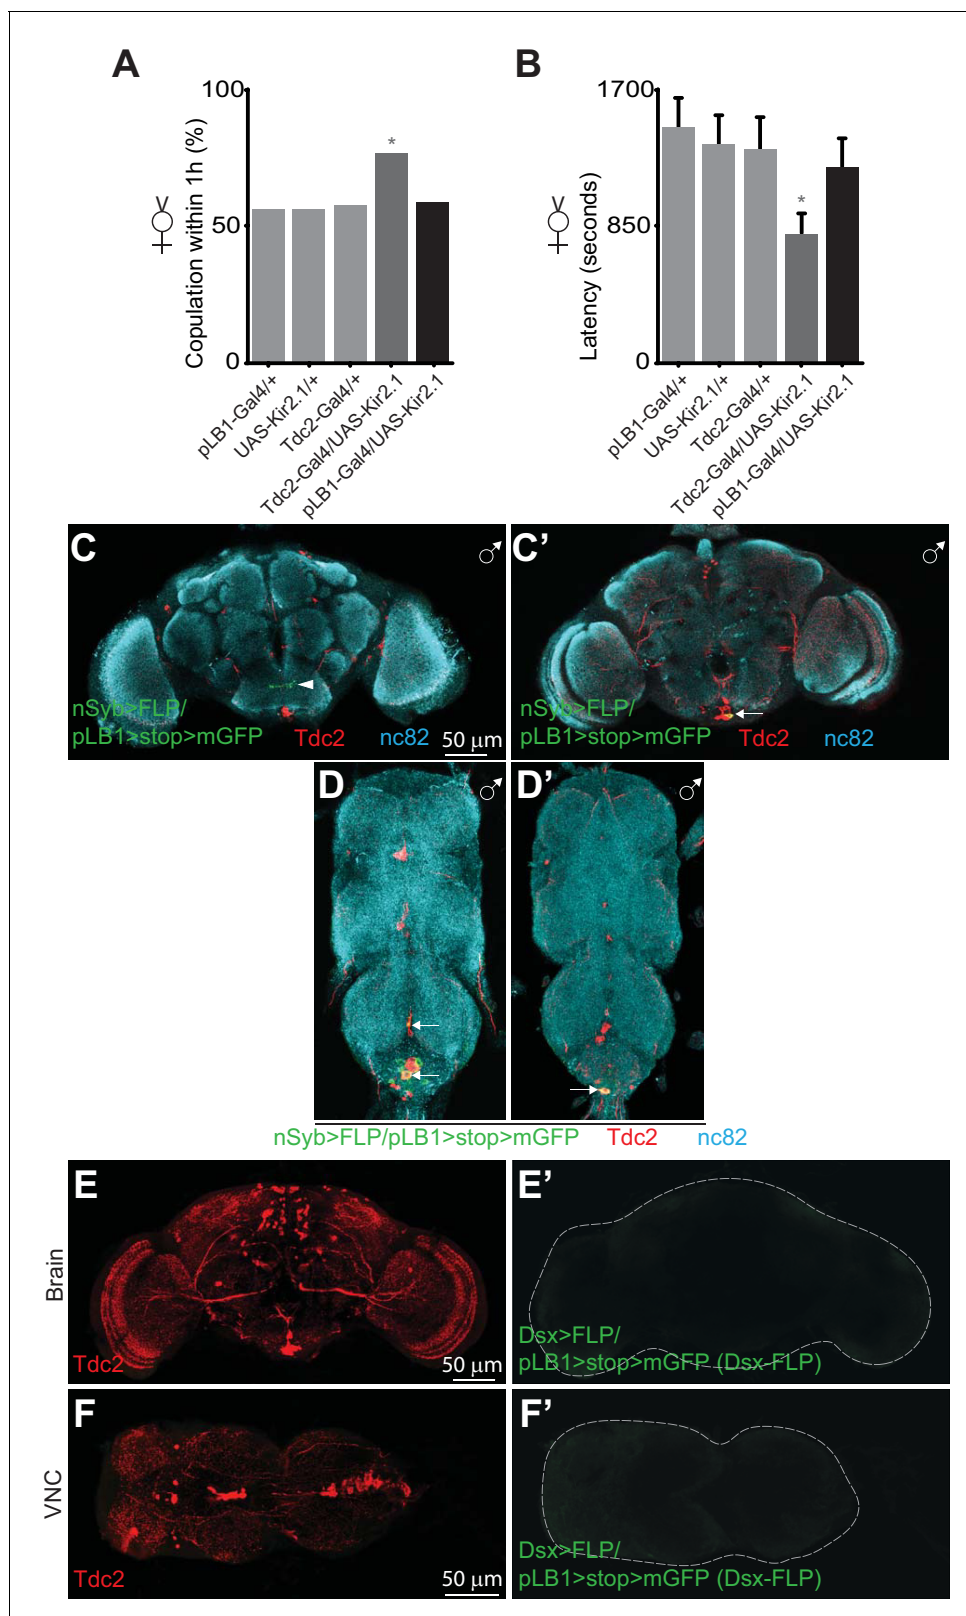 A
B
100
50
0
Copulation within 1h (%)
*
pLB1-Gal4/+
UAS-Kir2.1/+
Tdc2-Gal4/+
Tdc2-Gal4/UAS-Kir2.1
pLB1-Gal4/UAS-Kir2.1
1700
850
0
Latency (seconds)
*
pLB1-Gal4/+
UAS-Kir2.1/+
Tdc2-Gal4/+
Tdc2-Gal4/UAS-Kir2.1
pLB1-Gal4/UAS-Kir2.1
C
♂
nSyb>FLP/
pLB1>stop>mGFP Tdc2 nc82
50 μm
C'
♂
nSyb>FLP/
pLB1>stop>mGFP Tdc2 nc82
D
♂
D'
♂
nSyb>FLP/pLB1>stop>mGFP Tdc2 nc82
Brain
E
Tdc2
50 μm
E'
Dsx>FLP/
pLB1>stop>mGFP (Dsx-FLP)
VNC
F
Tdc2
50 μm
F'
Dsx>FLP/
pLB1>stop>mGFP (Dsx-FLP)